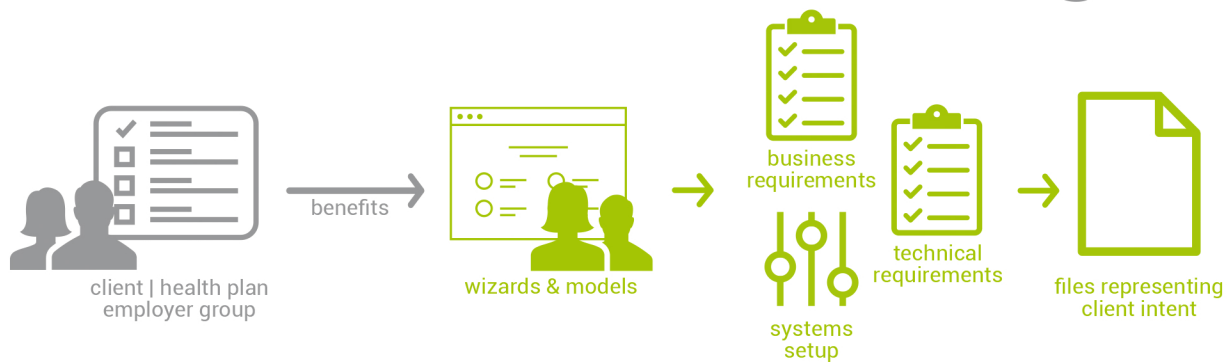 benefits
client | health plan
employer group
wizards & models
business
requirements
technical
requirements
systems
setup
files representing
client intent